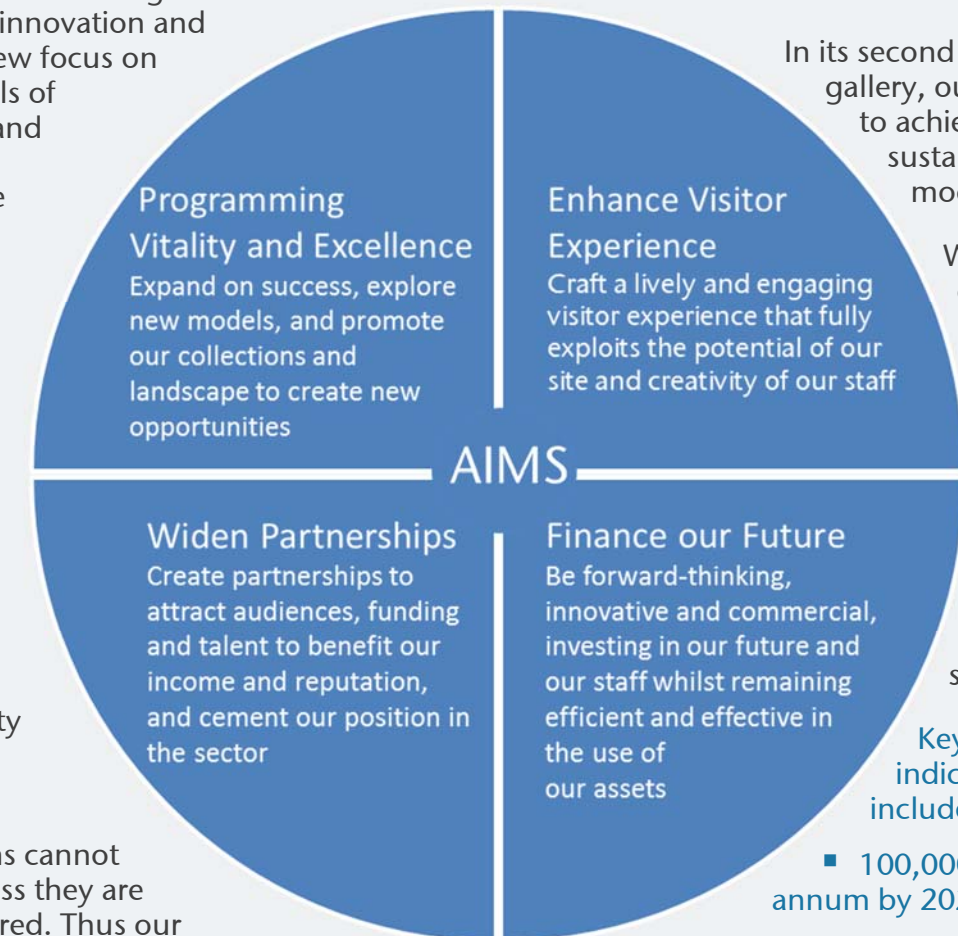 innovation and
ew focus on
ls of
and
e
ty
ns cannot
ss they are
red. Thus our
Programming
Vitality and Excellence
Expand on success, explore
new models, and promote
our collections and
landscape to create new
opportunities
Enhance Visitor
Experience
Craft a lively and engaging
visitor experience that fully
exploits the potential of our
site and creativity of our staff
AIMS
Widen Partnerships
Create partnerships to
attract audiences, funding
and talent to benefit our
income and reputation,
and cement our position in
the sector
Finance our Future
Be forward-thinking,
innovative and commercial,
investing in our future and
our staff whilst remaining
efficient and effective in
the use of
our assets
In its second
gallery, ou
to achie
susta
mo
W
s
Key
indic
include
▪ 100,000
annum by 20